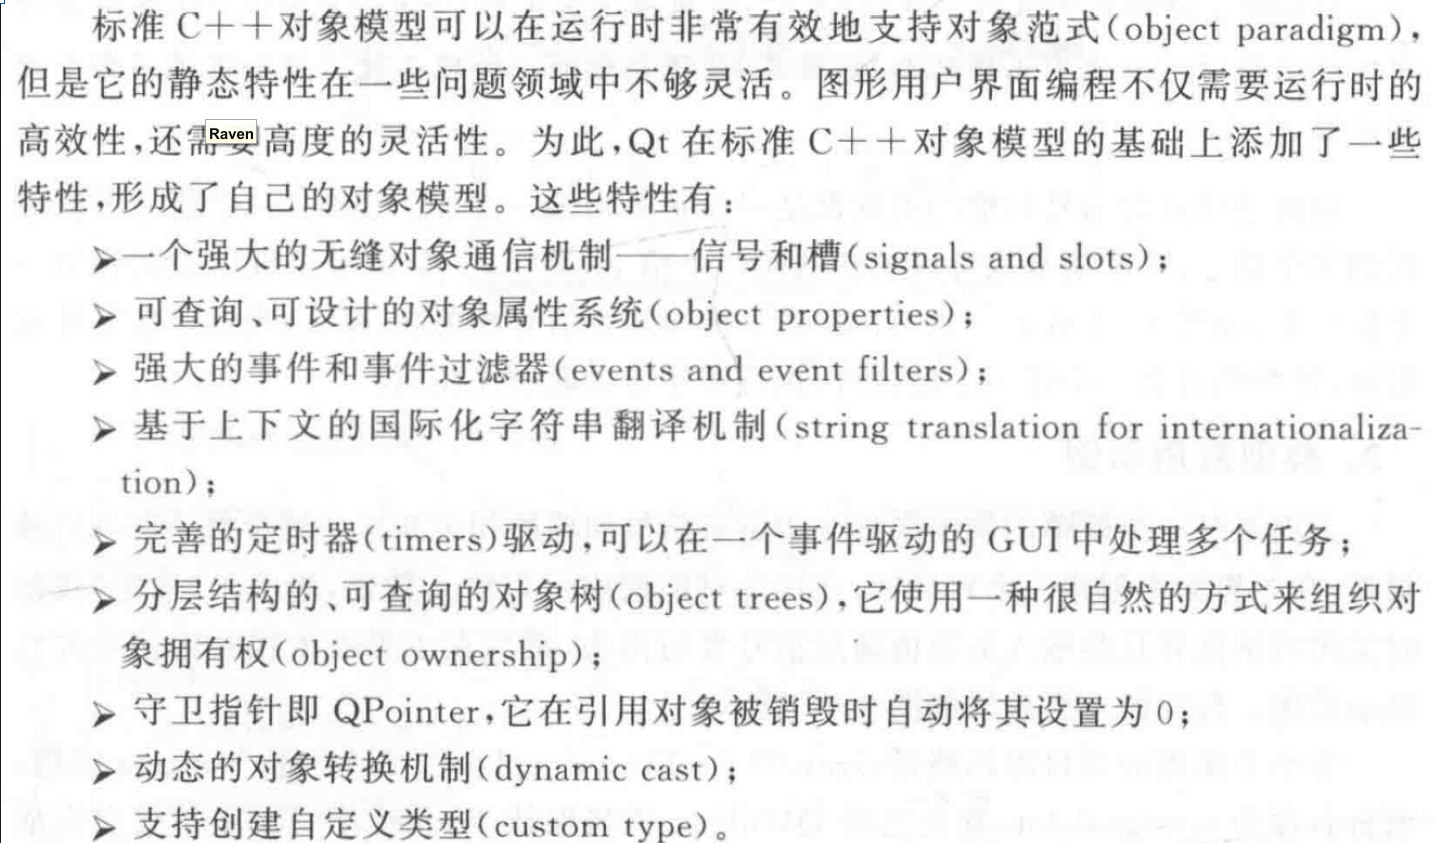 标准 C++对象模型可以在运行时非常有效地支持对象范式(object paradigm),
但是它的静态特性在一些问题领域中不够灵活。图形用户界面编程不仅需要运行时的
高效性,还需要高度的灵活性。为此,Qt 在标准 C++对象模型的基础上添加了一些
Raven
特性,形成了自己的对象模型。这些特性有:
➢ 一个强大的无缝对象通信机制——信号和槽(signals and slots);
➢ 可查询、可设计的对象属性系统(object properties);
➢ 强大的事件和事件过滤器(events and event filters);
➢ 基于上下文的国际化字符串翻译机制(string translation for internationaliza-
tion);
➢ 完善的定时器(timers)驱动,可以在一个事件驱动的 GUI 中处理多个任务;
➢ 分层结构的、可查询的对象树(object trees),它使用一种很自然的方式来组织对
象拥有权(object ownership);
➢ 守卫指针即 QPointer,它在引用对象被销毁时自动将其设置为 0;
➢ 动态的对象转换机制(dynamic cast);
➢ 支持创建自定义类型(custom type)。